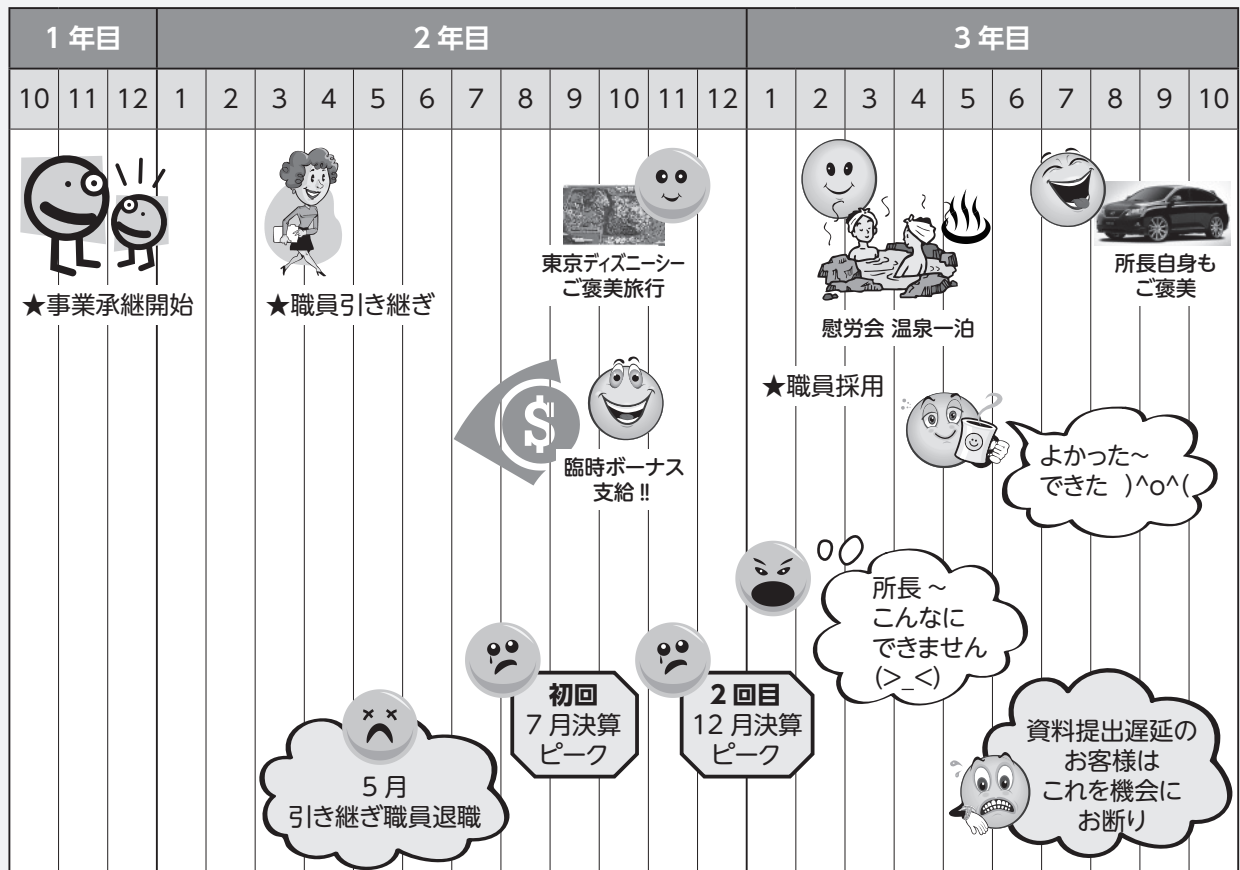 1年目 2年目 3年目
10 11 12 1 2 3 4 5 6 7 8 9 10 11 12 1 2 3 4 5 6 7 8 9 10
★事業承継開始
★職員引き継ぎ
東京ディズニーシー
ご褒美旅行
慰労会 温泉一泊
所長自身も
ご褒美
$
臨時ボーナス
支給!!
★職員採用
よかった～
できた )^o^(
所長～
こんなに
できません
(>_<)
5月
引き継ぎ職員退職
初回
7月決算
ピーク
2回目
12月決算
ピーク
資料提出遅延の
お客様は
これを機会に
お断り